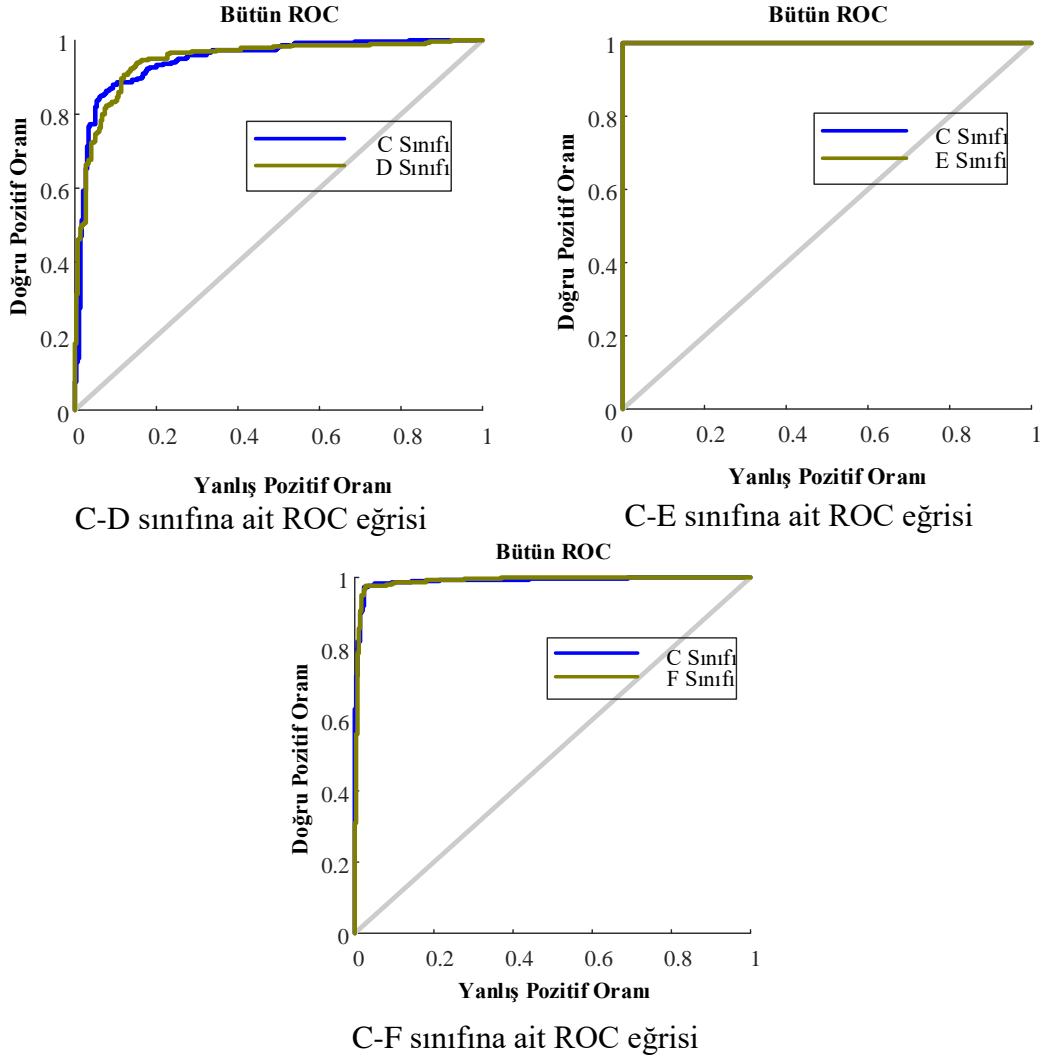 Bütün ROC
1
0.8
0.6
0.4
0.2
0
C Sınıfı
D Sınıfı
Doğru Pozitif Oranı
0 0.2 0.4 0.6 0.8 1
Yanlış Pozitif Oranı
C-D sınıfına ait ROC eğrisi
Bütün ROC
1
0.8
0.6
0.4
0.2
0
C Sınıfı
E Sınıfı
Doğru Pozitif Oranı
0 0.2 0.4 0.6 0.8 1
Yanlış Pozitif Oranı
C-E sınıfına ait ROC eğrisi
Bütün ROC
1
0.8
0.6
0.4
0.2
0
C Sınıfı
F Sınıfı
Doğru Pozitif Oranı
0 0.2 0.4 0.6 0.8 1
Yanlış Pozitif Oranı
C-F sınıfına ait ROC eğrisi